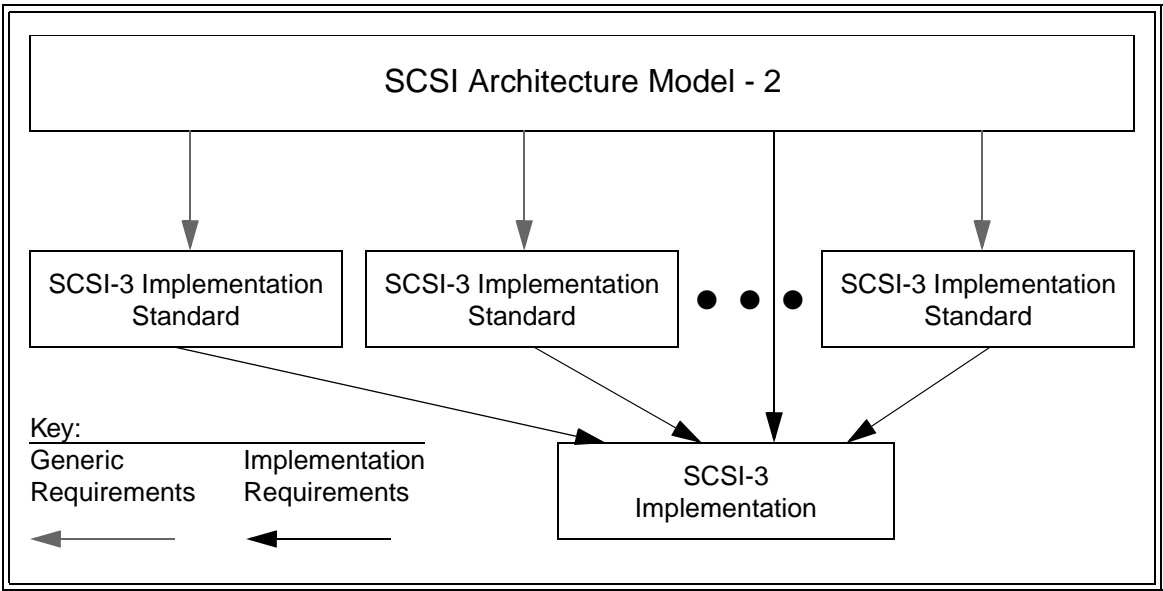 SCSI Architecture Model - 2
SCSI-3 Implementation
Standard
SCSI-3 Implementation
Standard
SCSI-3 Implementation
Standard
Key:
Generic
Requirements
Implementation
Requirements
SCSI-3
Implementation